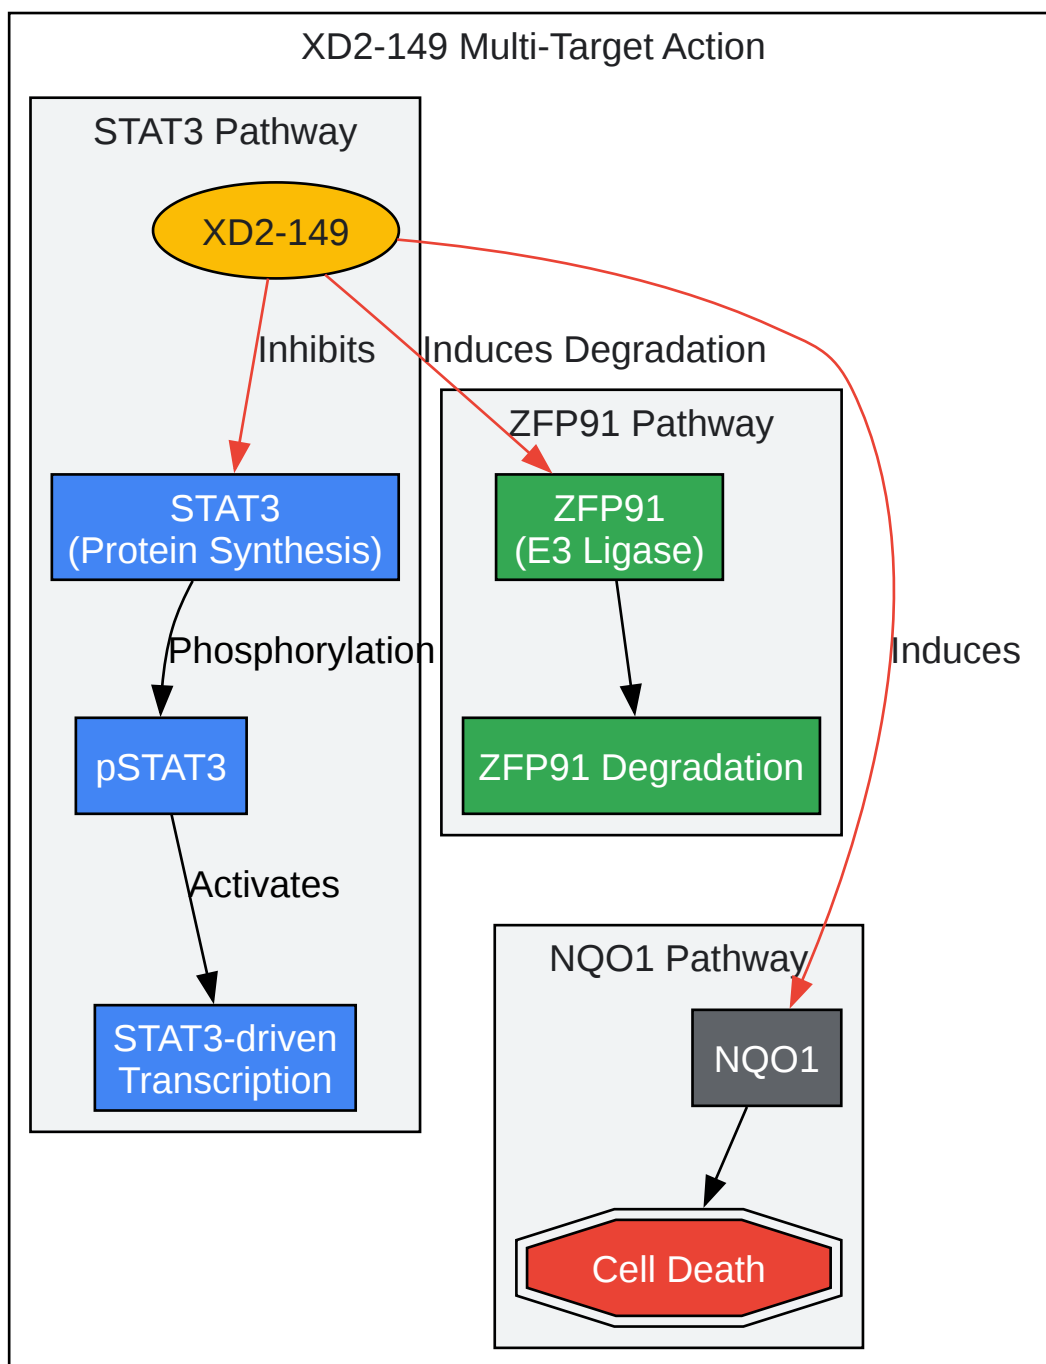 XD2-149 Multi-Target Action
STAT3 Pathway
XD2-149
Inhibits
Induces Degradation
ZFP91 Pathway
STAT3
(Protein Synthesis)
ZFP91
(E3 Ligase)
Phosphorylation
Induces
pSTAT3
ZFP91 Degradation
Activates
NQO1 Pathway
STAT3-driven
Transcription
NQO1
Cell Death